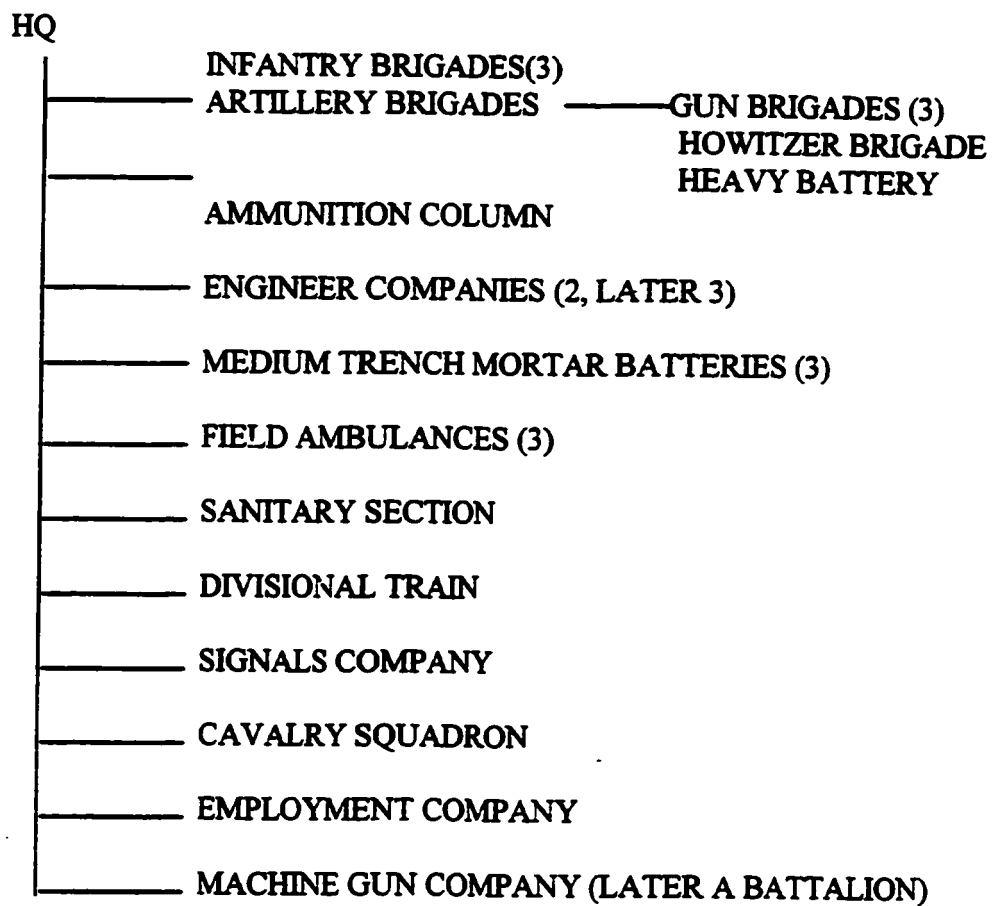 HQ
INFANTRY BRIGADES(3)
ARTILLERY BRIGADES GUN BRIGADES (3)
HOWITZER BRIGADE
HEAVY BATTERY
AMMUNITION COLUMN
ENGINEER COMPANIES (2, LATER 3)
MEDIUM TRENCH MORTAR BATTERIES (3)
FIELD AMBULANCES (3)
SANITARY SECTION
DIVISIONAL TRAIN
SIGNALS COMPANY
CAVALRY SQUADRON
EMPLOYMENT COMPANY
MACHINE GUN COMPANY (LATER A BATTALION)